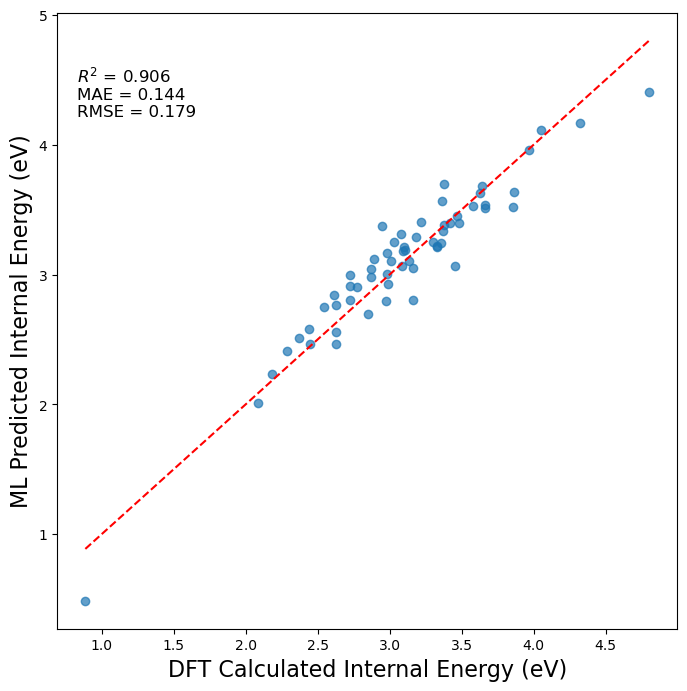 R² = 0.906
MAE = 0.144
RMSE = 0.179
5
4
3
2
1
ML Predicted Internal Energy (eV)
1.0 1.5 2.0 2.5 3.0 3.5 4.0 4.5
DFT Calculated Internal Energy (eV)